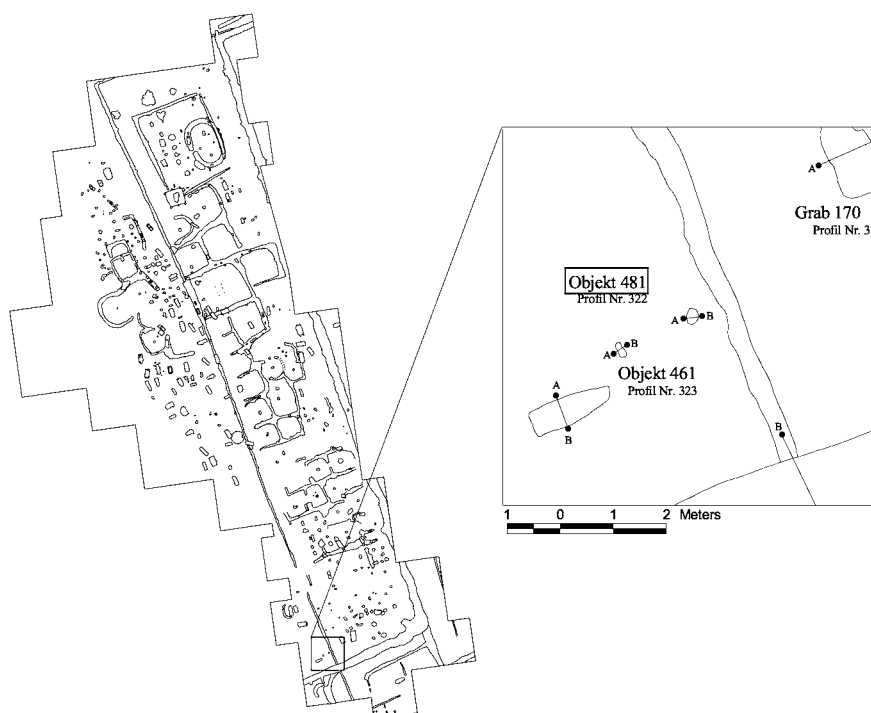 A
Grab 170
Profil Nr. 3
Objekt 481
Profil Nr. 322
A B
A B
Objekt 461
Profil Nr. 323
A
B
B
1 0 1 2 Meters